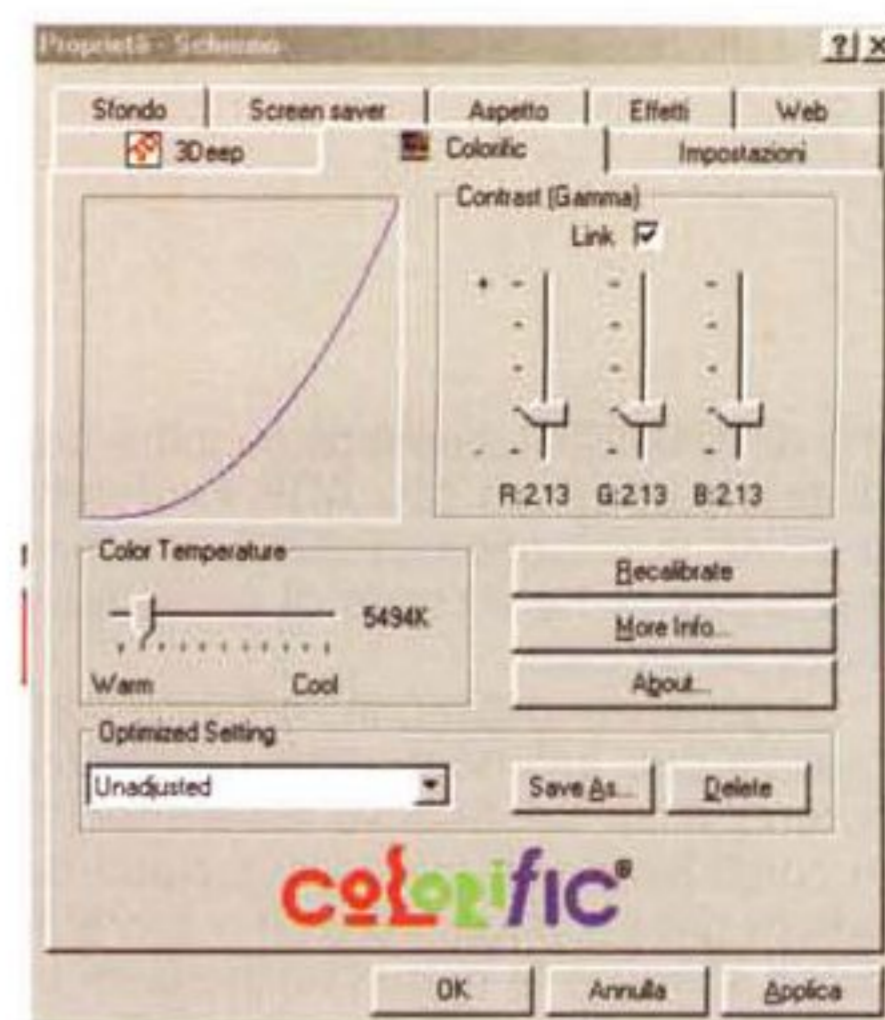 Proprietà - Schermo
Sfondo Screen saver Aspetto Effetti Web
3Deep Colorific Impostazioni
Contrast (Gamma)
Link
+
-
R:2.13 G:2.13 B:2.13
Color Temperature
5494K
Warm Cool
Recalibrate
More Info...
About...
Optimized Setting
Unadjusted
Save As... Delete
colorific®
OK Annulla Applica